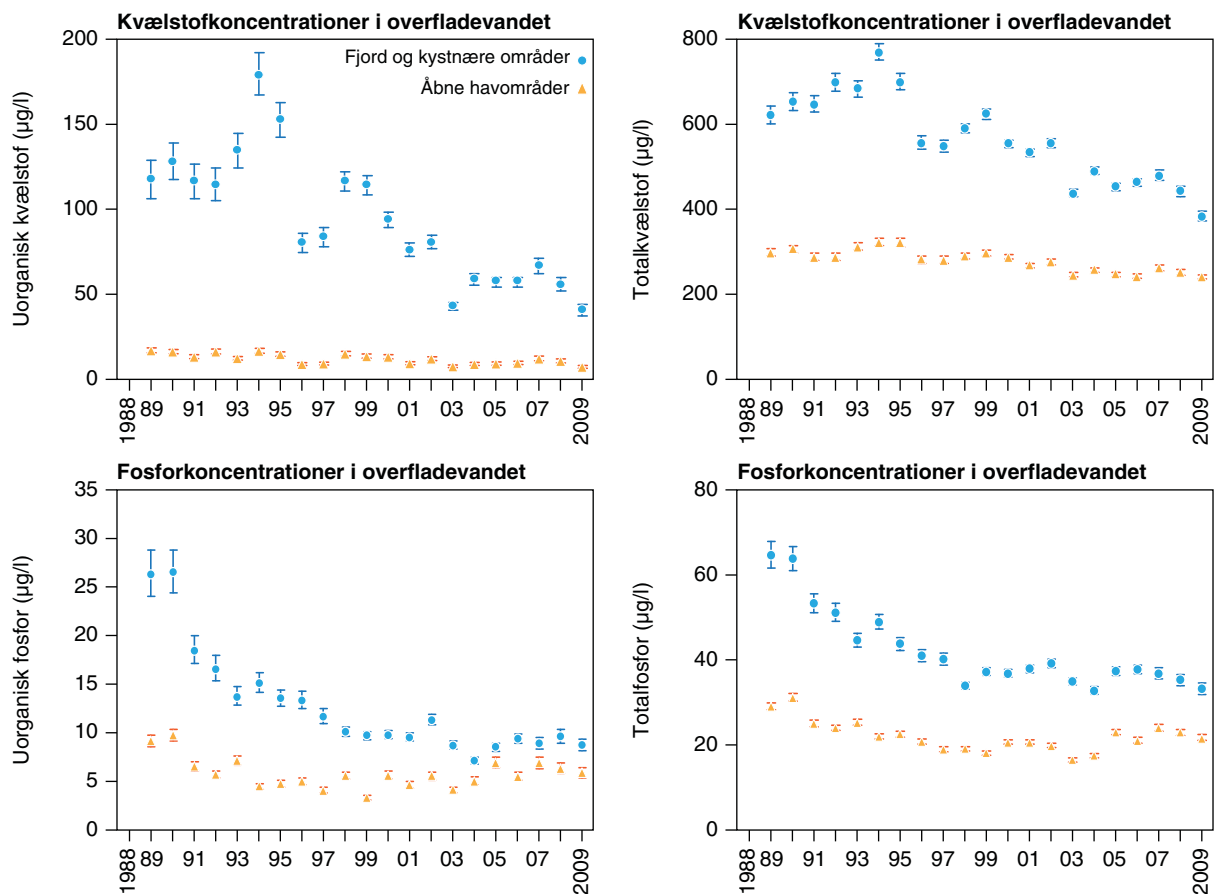 Kvælstofkoncentrationer i overfladevandet
Uorganisk kvælstof (µg/l)
200
150
100
50
0
Fjord og kystnære områder
Åbne havområder
1988 89 91 93 95 97 99 01 03 05 07 2009
Kvælstofkoncentrationer i overfladevandet
Totalkvælstof (µg/l)
800
600
400
200
0
1988 89 91 93 95 97 99 01 03 05 07 2009
Fosforkoncentrationer i overfladevandet
Uorganisk fosfor (µg/l)
35
30
25
20
15
10
5
0
1988 89 91 93 95 97 99 01 03 05 07 2009
Fosforkoncentrationer i overfladevandet
Totalfosfor (µg/l)
80
60
40
20
0
1988 89 91 93 95 97 99 01 03 05 07 2009